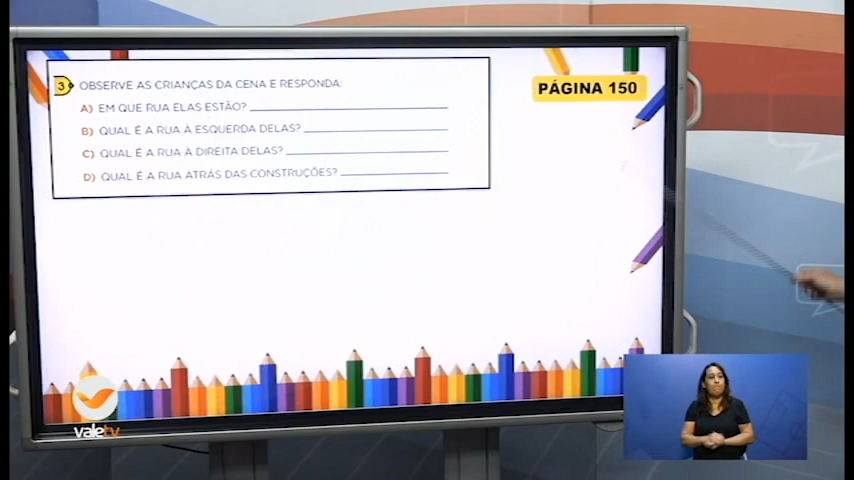 3 OBSERVE AS CRIANÇAS DA CENA E RESPONDA:
PÁGINA 150
A) EM QUE RUA ELAS ESTÃO?
B) QUAL É A RUA À ESQUERDA DELAS?
C) QUAL É A RUA À DIREITA DELAS?
D) QUAL É A RUA ATRÁS DAS CONSTRUÇÕES?
valetv